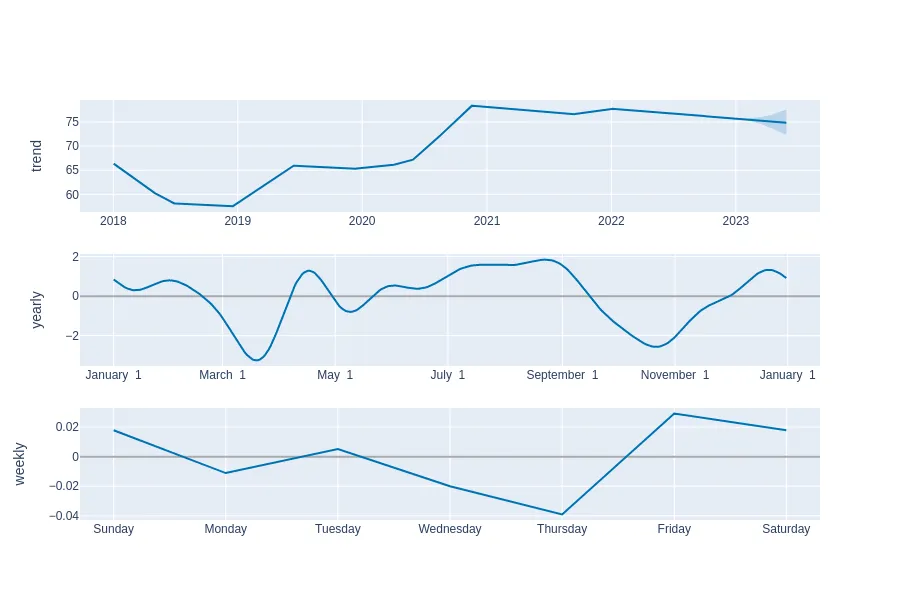 75
70
65
60
trend
2018 2019 2020 2021 2022 2023
2
0
−2
yearly
January 1 March 1 May 1 July 1 September 1 November 1 January 1
0.02
0
−0.02
−0.04
weekly
Sunday Monday Tuesday Wednesday Thursday Friday Saturday